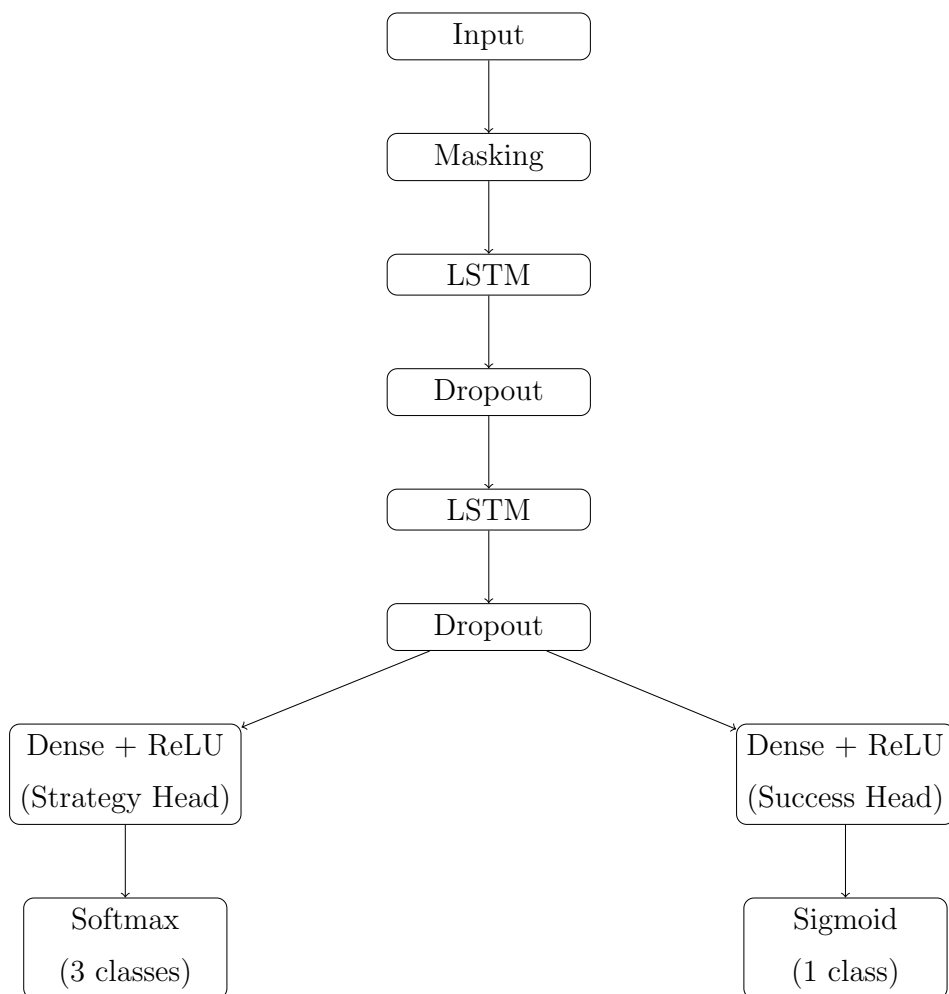 Input
Masking
LSTM
Dropout
LSTM
Dropout
Dense + ReLU
(Strategy Head)
Dense + ReLU
(Success Head)
Softmax
(3 classes)
Sigmoid
(1 class)